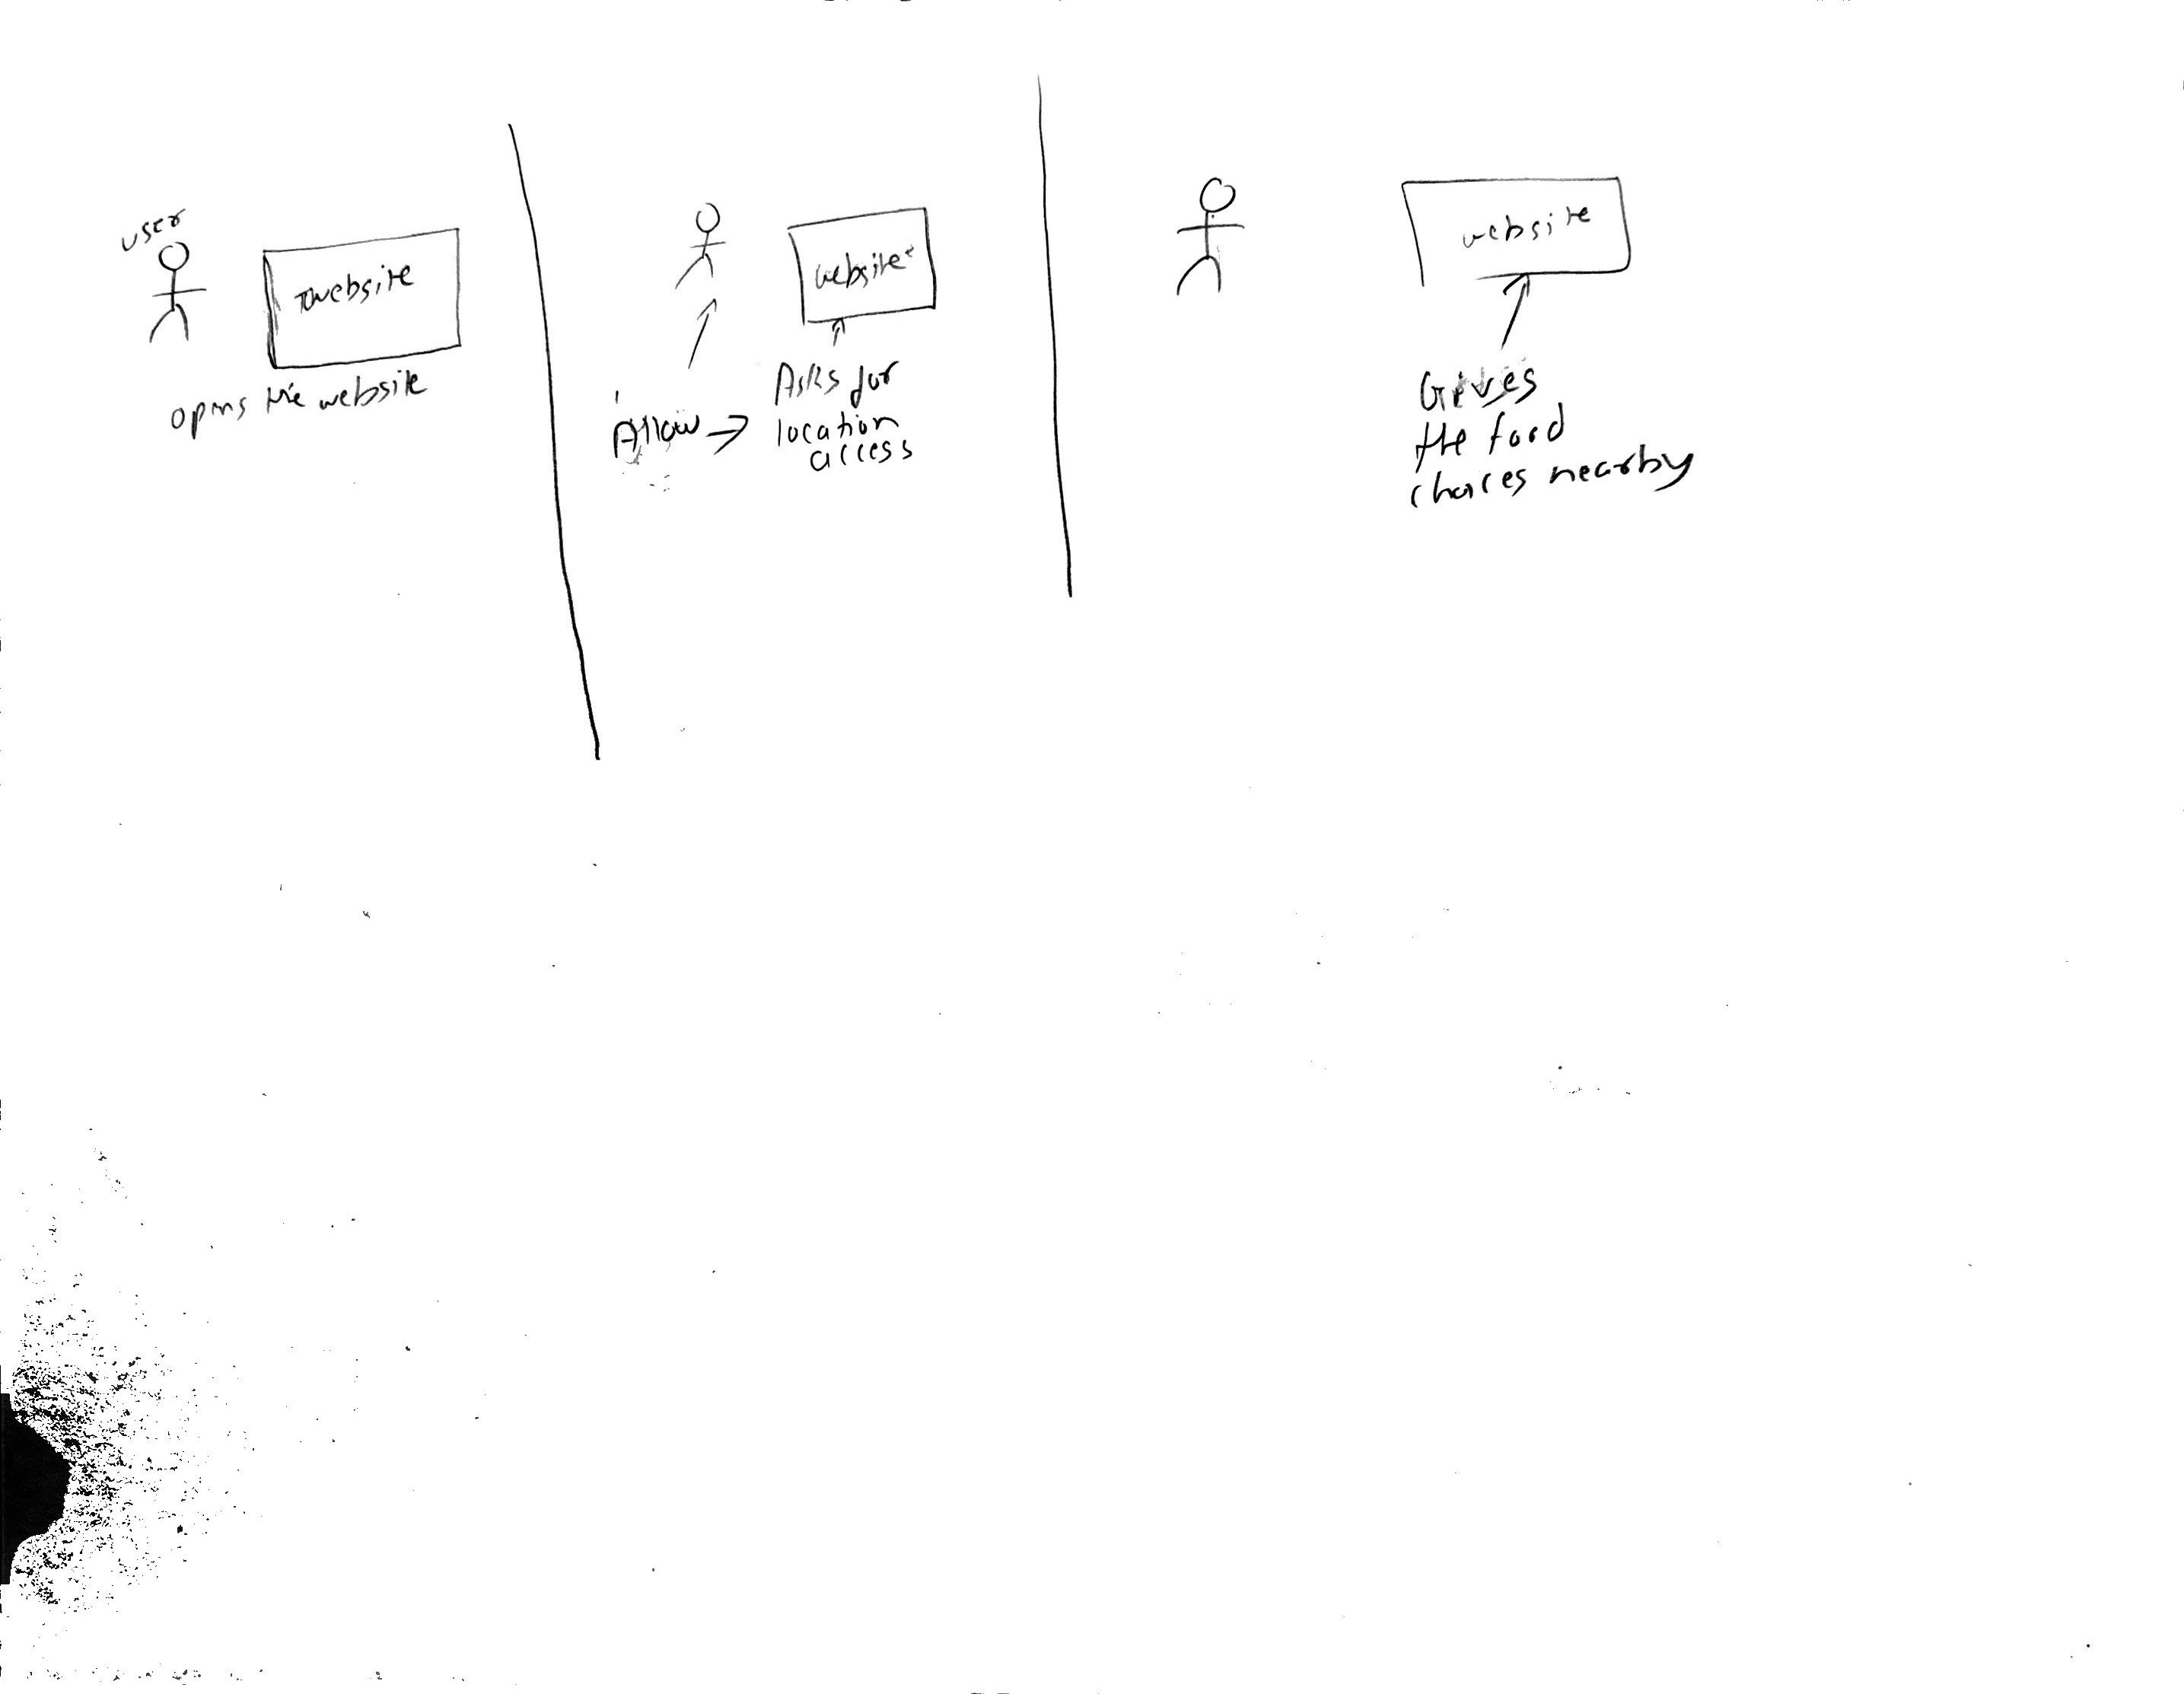 user
website
opens the website
website
Allow →
Asks for
location
access
website
Gives
the food
choices nearby